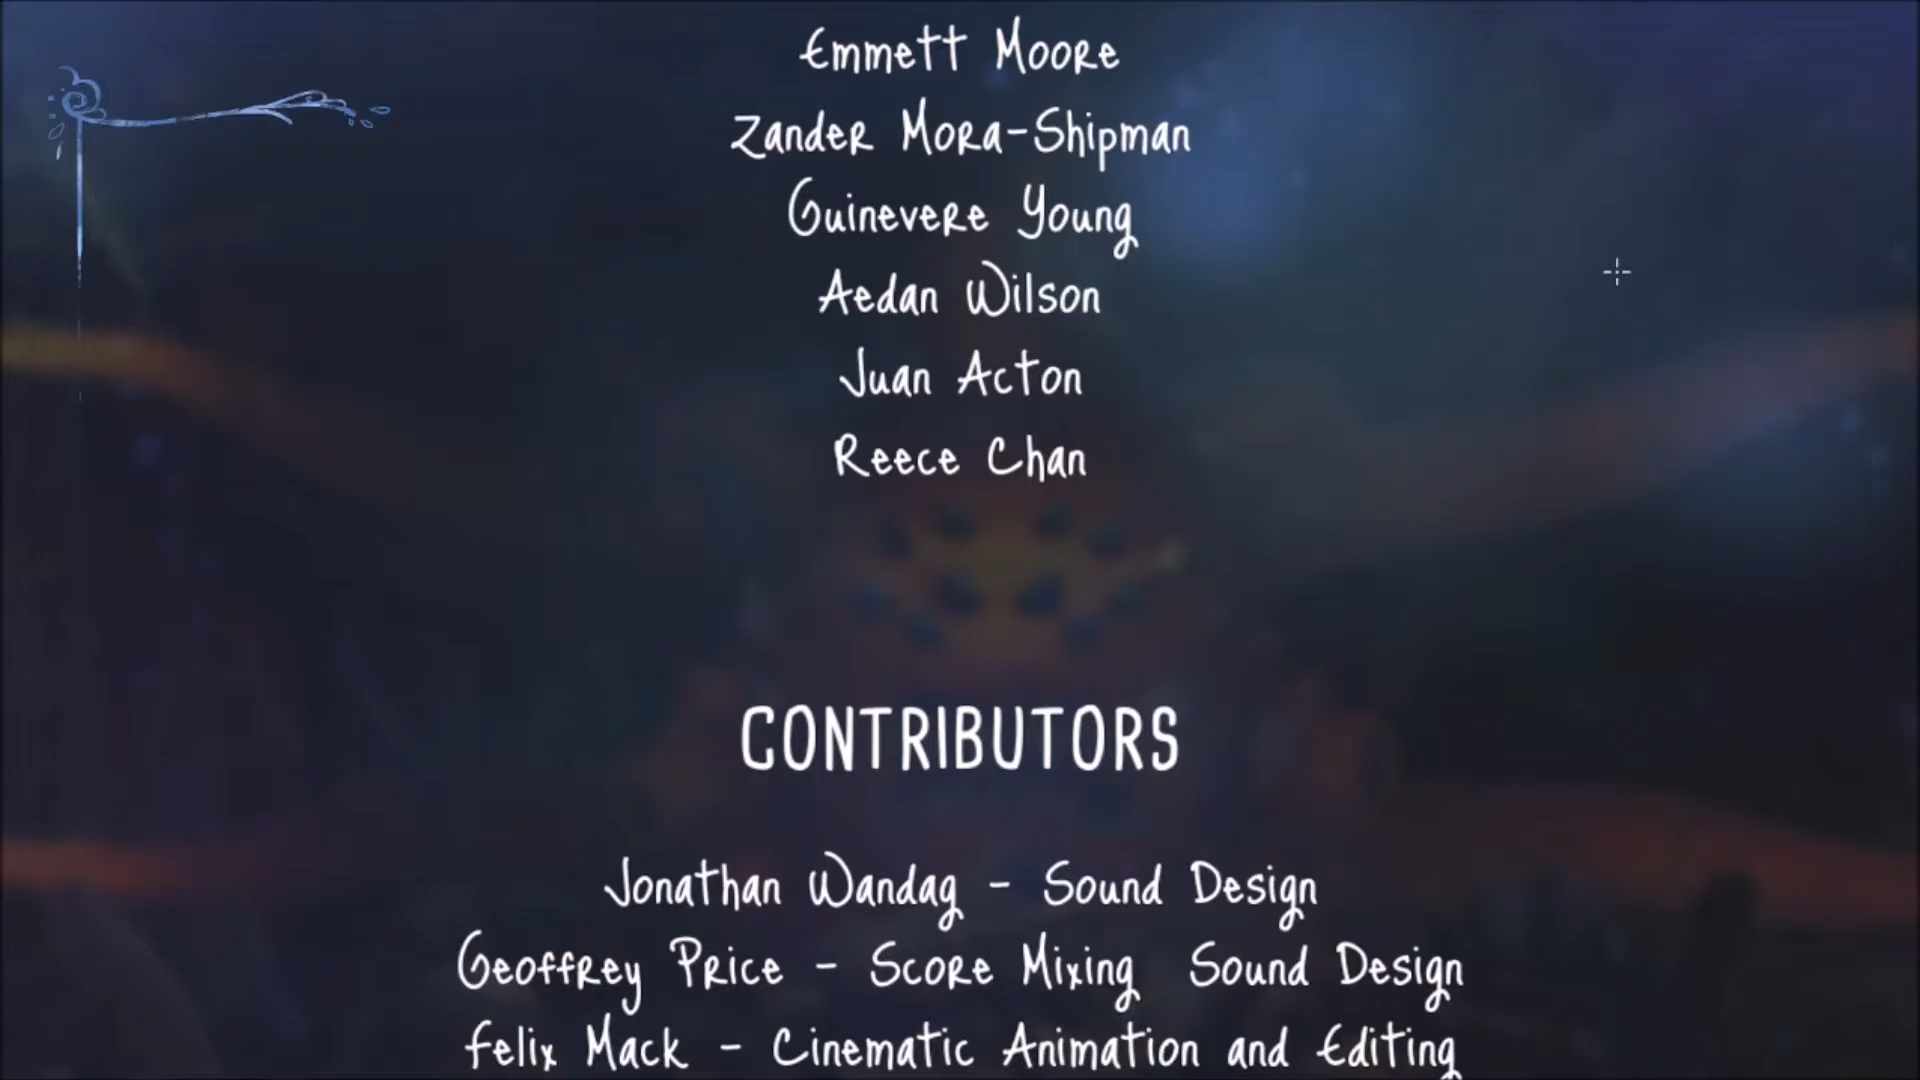 Emmett Moore
Zander Mora-Shipman
Guinevere Young
Aedan Wilson
Juan Acton
Reece Chan
CONTRIBUTORS
Jonathan Wandag - Sound Design
Geoffrey Price - Score Mixing Sound Design
Felix Mack - Cinematic Animation and Editing